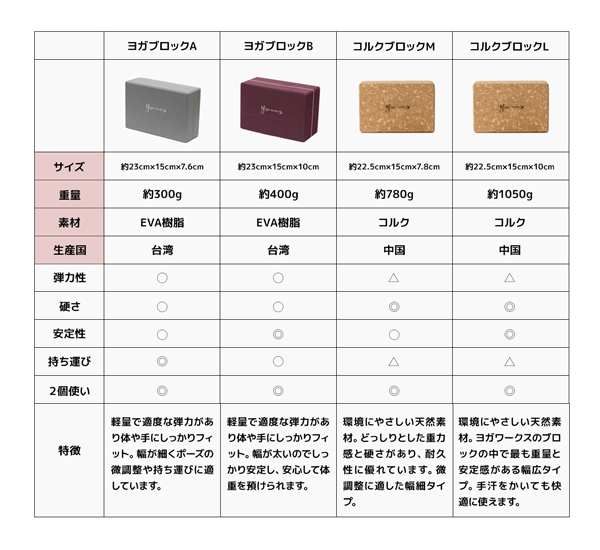 ヨガブロックA ヨガブロックB コルクブロックM コルクブロックL
サイズ 約23cm×15cm×7.6cm 約23cm×15cm×10cm 約22.5cm×15cm×7.8cm 約22.5cm×15cm×10cm
重量 約300g 約400g 約780g 約1050g
素材 EVA樹脂 EVA樹脂 コルク コルク
生産国 台湾 台湾 中国 中国
弾力性 ○ ○ △ △
硬さ ○ ○ ◎ ◎
安定性 ○ ◎ ○ ◎
持ち運び ◎ ○ △ △
2個使い ◎ ◎ ◎ ◎
特徴
軽量で適度な弾力があ
り体や手にしっかりフィ
ット。幅が細くポーズの
微調整や持ち運びに適
しています。
軽量で適度な弾力があ
り体や手にしっかりフィ
ット。幅が太いのでしっ
かり安定し、安心して体
重を預けられます。
環境にやさしい天然素
材。どっしりとした重力
感と硬さがあり、耐久
性に優れています。微
調整に適した幅細タイ
プ。
環境にやさしい天然素
材。ヨガワークスのブロ
ックの中で最も重量と
安定感がある幅広タイ
プ。手汗をかいても快
適に使えます。